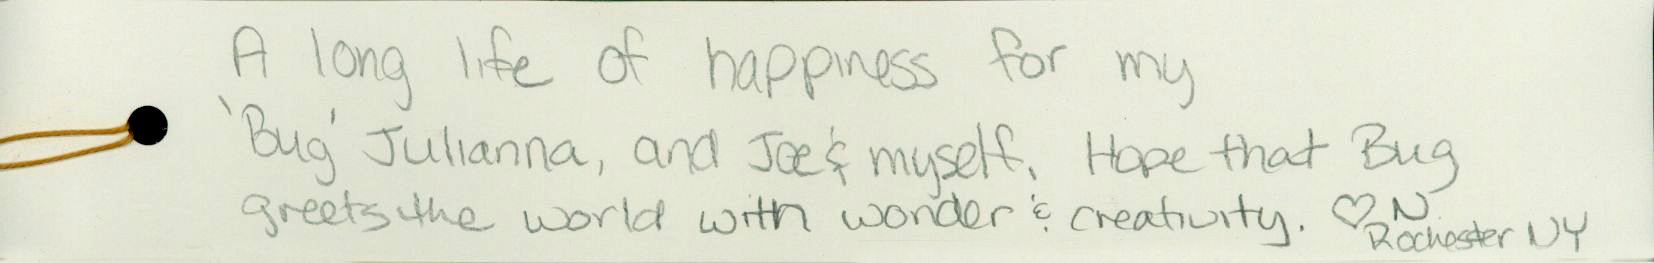 A long life of happiness for my
'Bug' Julianna, and Joe & myself. Hope that Bug
greets the world with wonder & creativity. ♡ N
Rochester NY